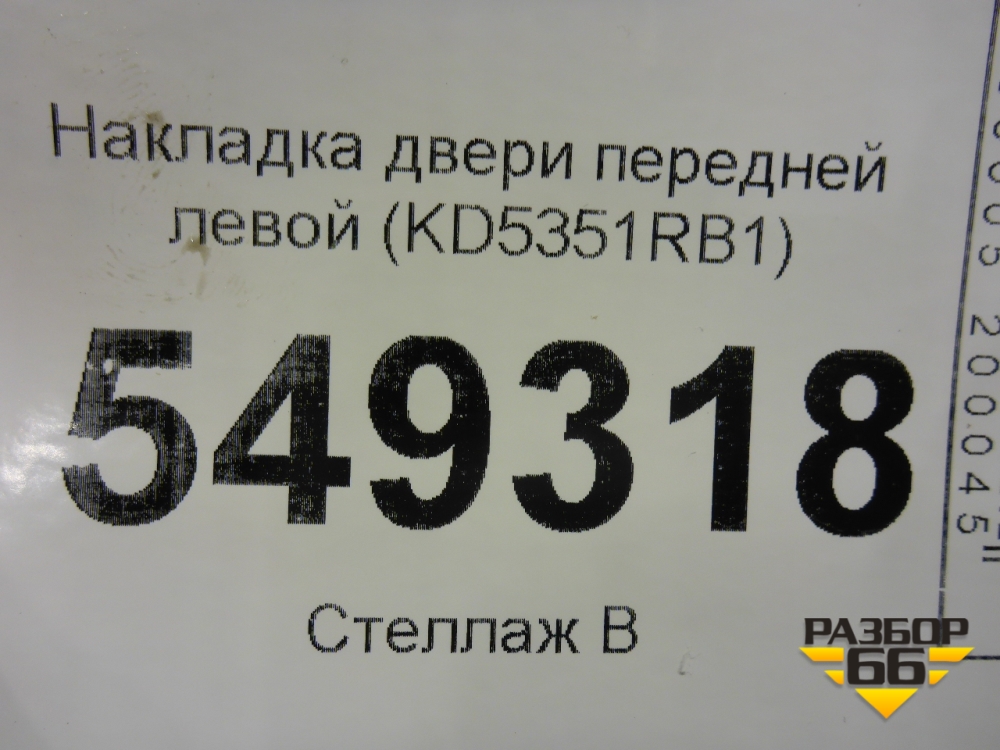 Накладка двери передней
левой (KD5351RB1)
549318
Стеллаж В
РАЗБОР
66